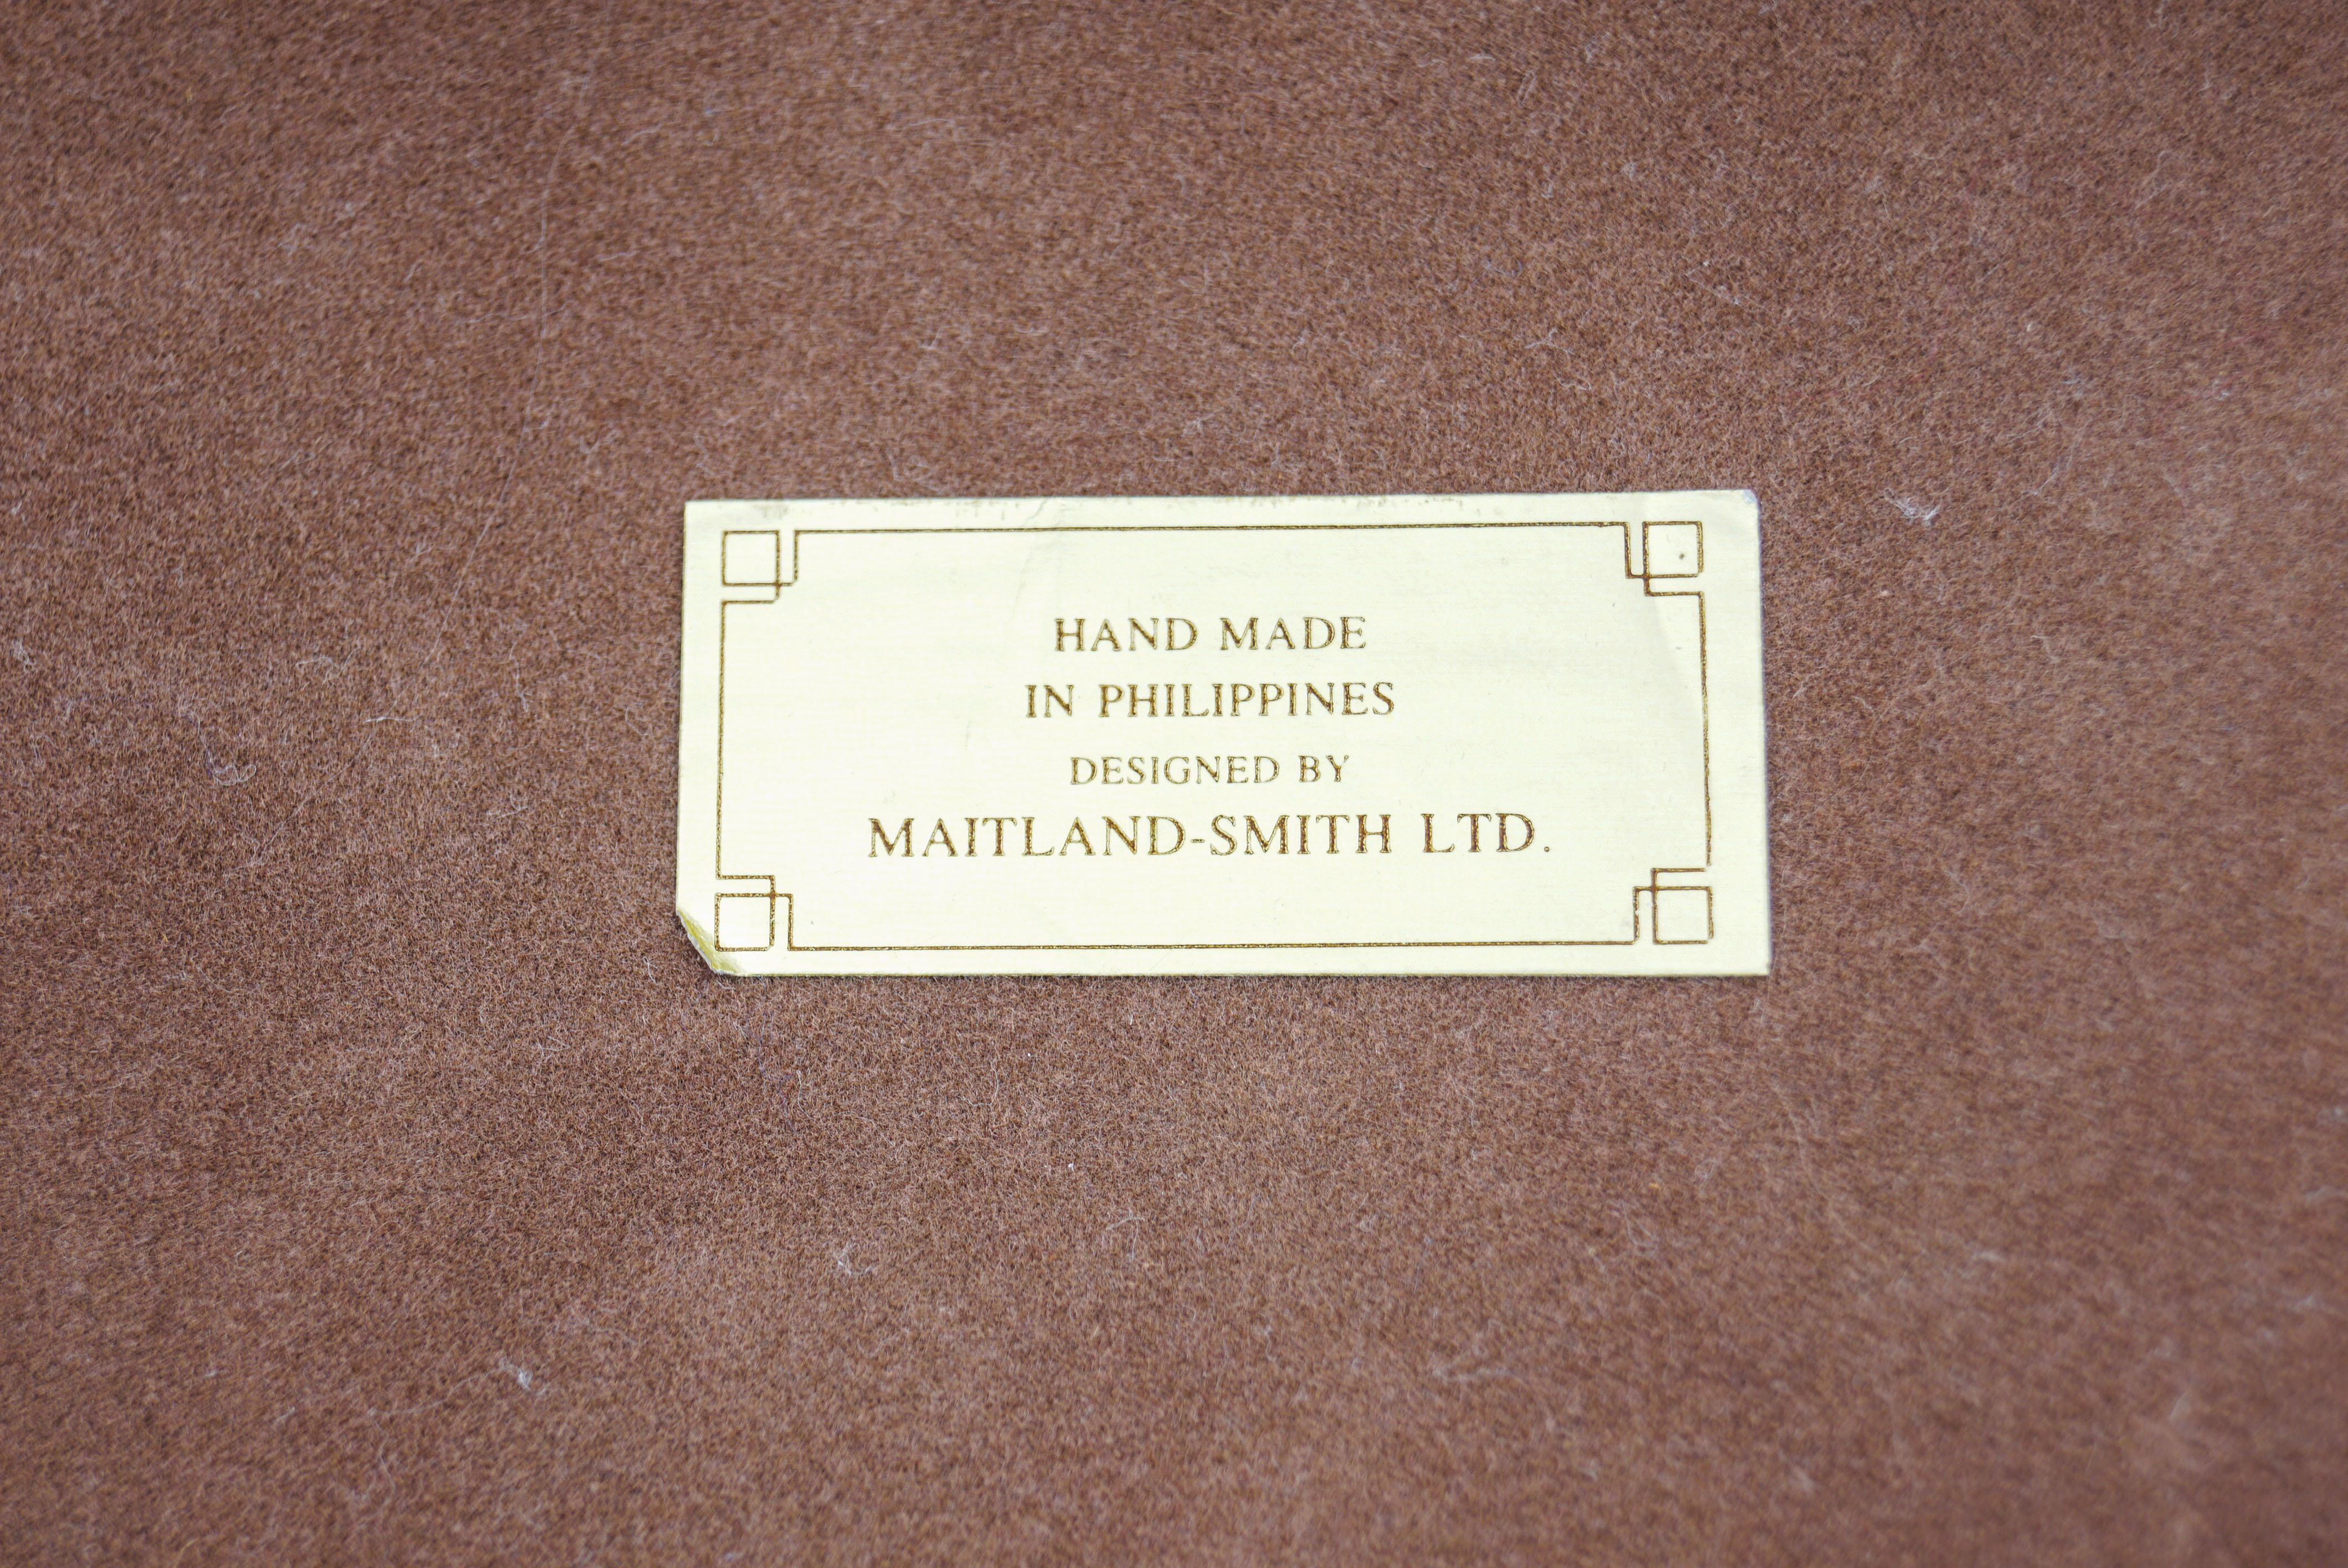 HAND MADE
IN PHILIPPINES
DESIGNED BY
MAITLAND-SMITH LTD.